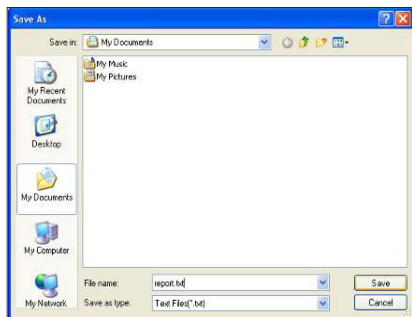 Save As
Save in: My Documents
My Music
My Pictures
My Recent
Documents
Desktop
My Documents
My Computer
My Network
File name: report.txt Save
Save as type: Text Files(*.txt) Cancel